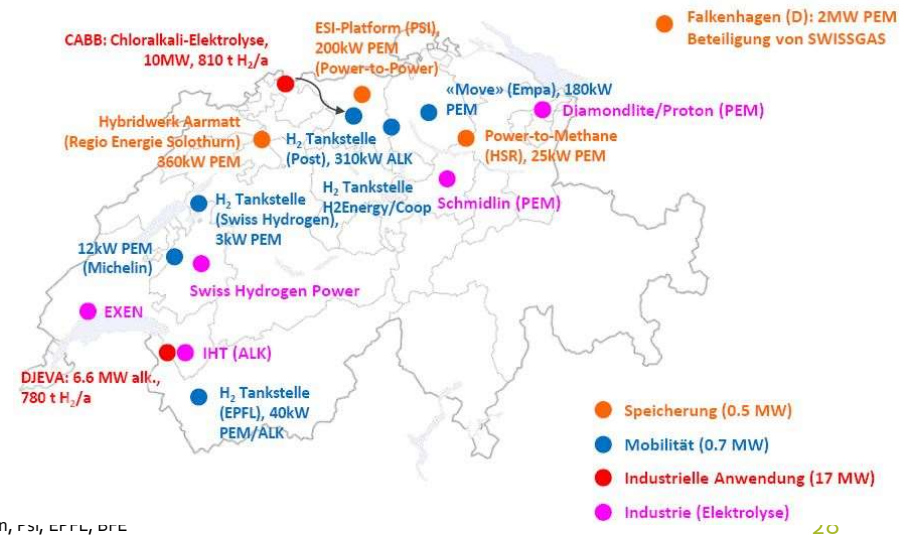 Falkenhagen (D): 2MW PEM
Beteiligung von SWISSGAS
ESI-Platform (PSI),
200kW PEM
(Power-to-Power)
CABB: Chloralkali-Elektrolyse,
10MW, 810 t H₂/a
«Move» (Empa), 180kW
PEM
Diamondlite/Proton (PEM)
Hybridwerk Aarmatt
(Regio Energie Solothurn)
360kW PEM
H₂ Tankstelle
(Post), 310kW ALK
Power-to-Methane
(HSR), 25kW PEM
H₂ Tankstelle
H2Energy/Coop
Schmidlin (PEM)
H₂ Tankstelle
(Swiss Hydrogen),
3kW PEM
12kW PEM
(Michelin)
Swiss Hydrogen Power
EXEN
IHT (ALK)
DJEVA: 6.6 MW alk.,
780 t H₂/a
H₂ Tankstelle
(EPFL), 40kW
PEM/ALK
Speicherung (0.5 MW)
Mobilität (0.7 MW)
Industrielle Anwendung (17 MW)
Industrie (Elektrolyse)
PSI, EPFL, BFE